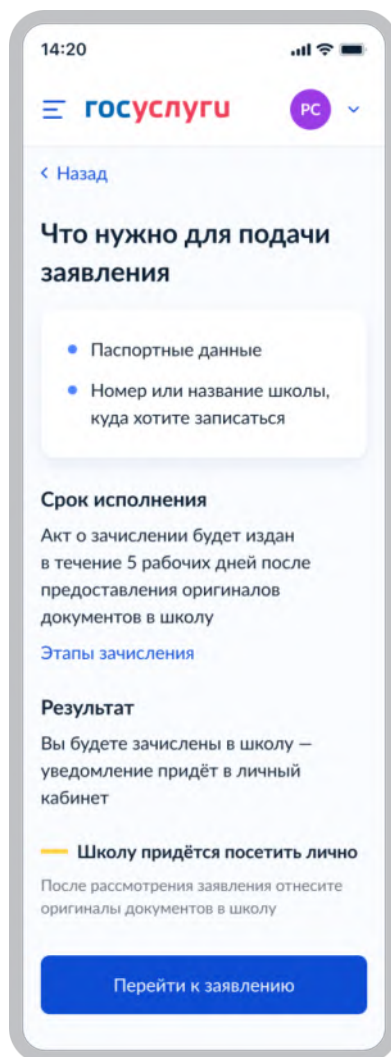 14:20
госуслуги
РС
Назад
Что нужно для подачи
заявления
Паспортные данные
Номер или название школы,
куда хотите записаться
Срок исполнения
Акт о зачислении будет издан
в течение 5 рабочих дней после
предоставления оригиналов
документов в школу
Этапы зачисления
Результат
Вы будете зачислены в школу —
уведомление придёт в личный
кабинет
Школу придётся посетить лично
После рассмотрения заявления отнесите
оригиналы документов в школу
Перейти к заявлению